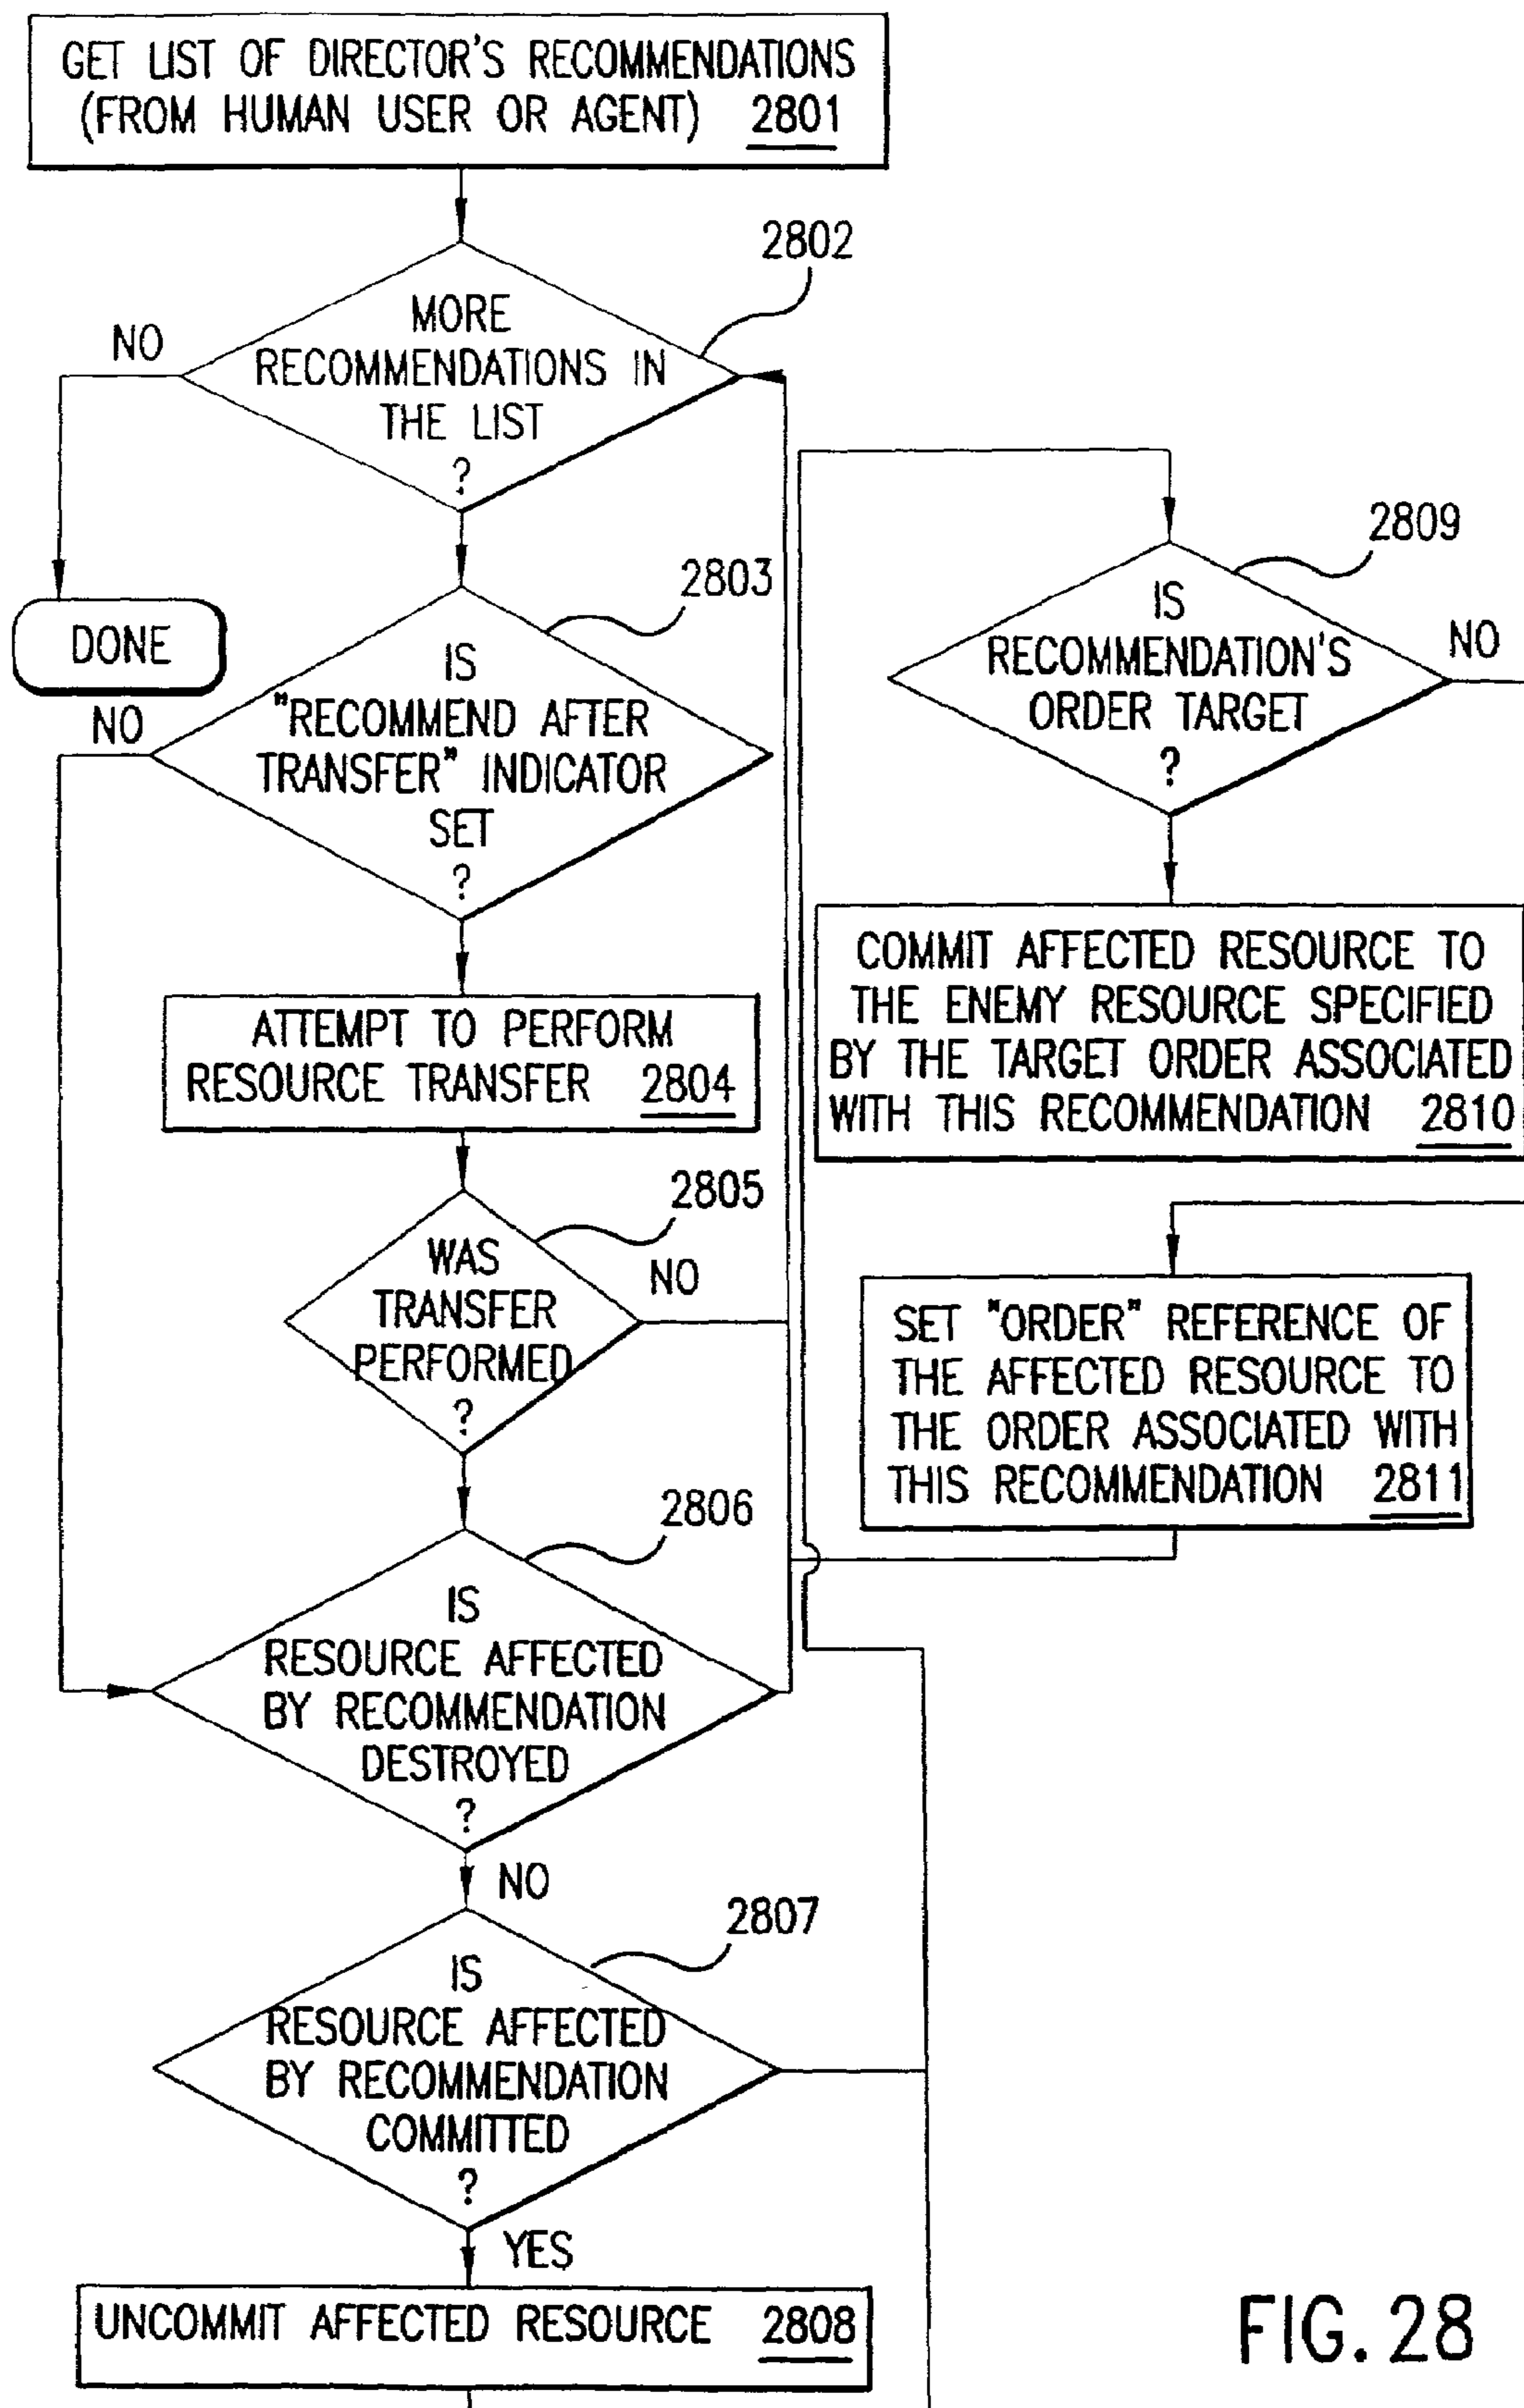 GET LIST OF DIRECTOR'S RECOMMENDATIONS
(FROM HUMAN USER OR AGENT) 2801
2802
MORE
RECOMMENDATIONS IN
THE LIST
?
NO
DONE
2803
IS
"RECOMMEND AFTER
TRANSFER" INDICATOR
SET
?
NO
ATTEMPT TO PERFORM
RESOURCE TRANSFER 2804
2805
WAS
TRANSFER
PERFORMED
?
NO
2806
IS
RESOURCE AFFECTED
BY RECOMMENDATION
DESTROYED
?
NO
2807
IS
RESOURCE AFFECTED
BY RECOMMENDATION
COMMITTED
?
YES
UNCOMMIT AFFECTED RESOURCE 2808
2809
IS
RECOMMENDATION'S
ORDER TARGET
?
NO
COMMIT AFFECTED RESOURCE TO
THE ENEMY RESOURCE SPECIFIED
BY THE TARGET ORDER ASSOCIATED
WITH THIS RECOMMENDATION 2810
SET "ORDER" REFERENCE OF
THE AFFECTED RESOURCE TO
THE ORDER ASSOCIATED WITH
THIS RECOMMENDATION 2811
FIG. 28